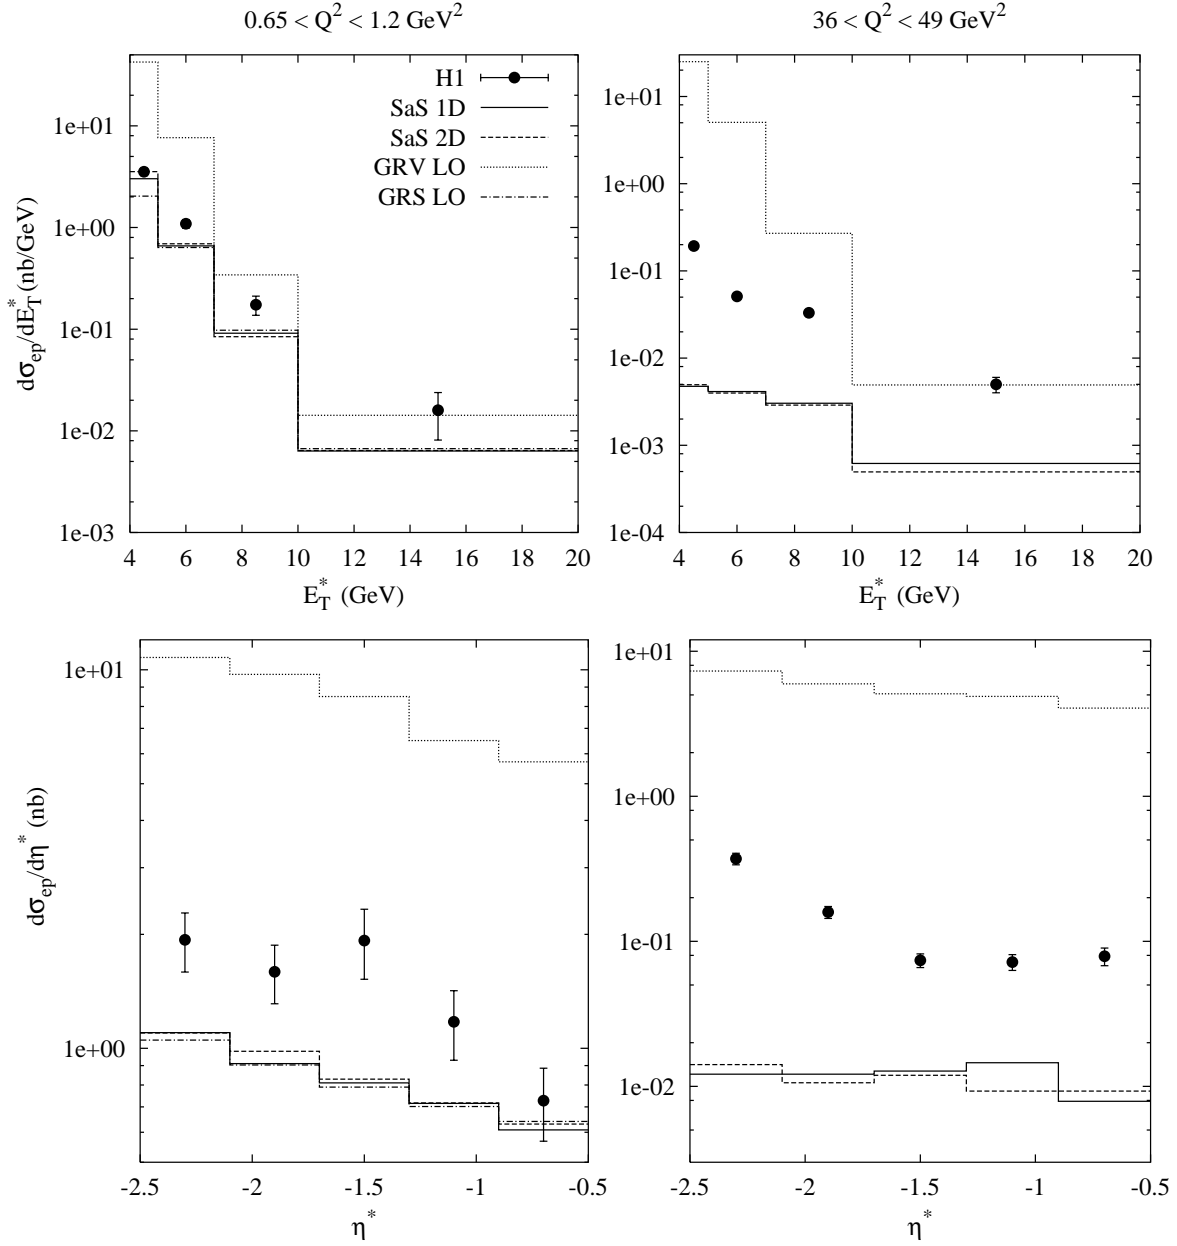 0.65 < Q^2 < 1.2 GeV^2
36 < Q^2 < 49 GeV^2
dσ_ep/dE_T^* (nb/GeV)
H1
SaS 1D
SaS 2D
GRV LO
GRS LO
1e+01
1e+00
1e-01
1e-02
1e-03
4 6 8 10 12 14 16 18 20
E_T^* (GeV)
1e+01
1e+00
1e-01
1e-02
1e-03
1e-04
4 6 8 10 12 14 16 18 20
E_T^* (GeV)
dσ_ep/dη^* (nb)
1e+01
1e+00
-2.5 -2 -1.5 -1 -0.5
η^*
1e+01
1e+00
1e-01
1e-02
-2.5 -2 -1.5 -1 -0.5
η^*